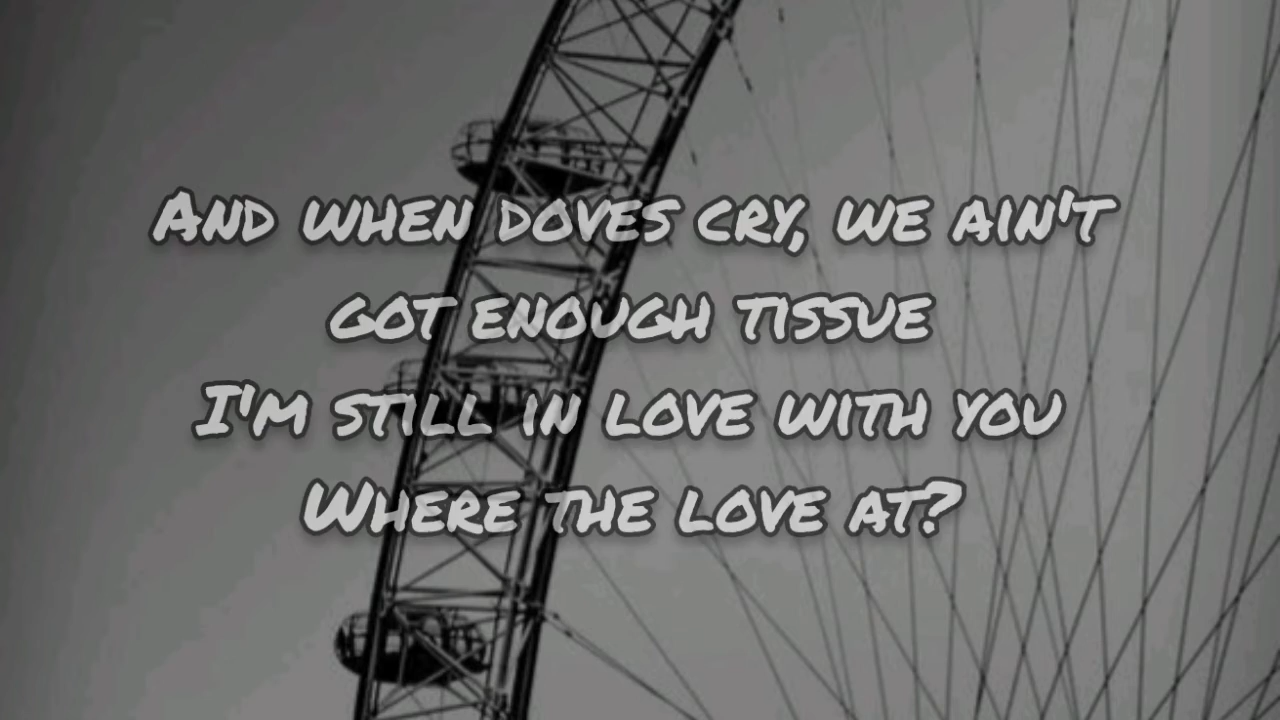 And when doves cry, we ain't
got enough tissue
I'm still in love with you
Where the love at?